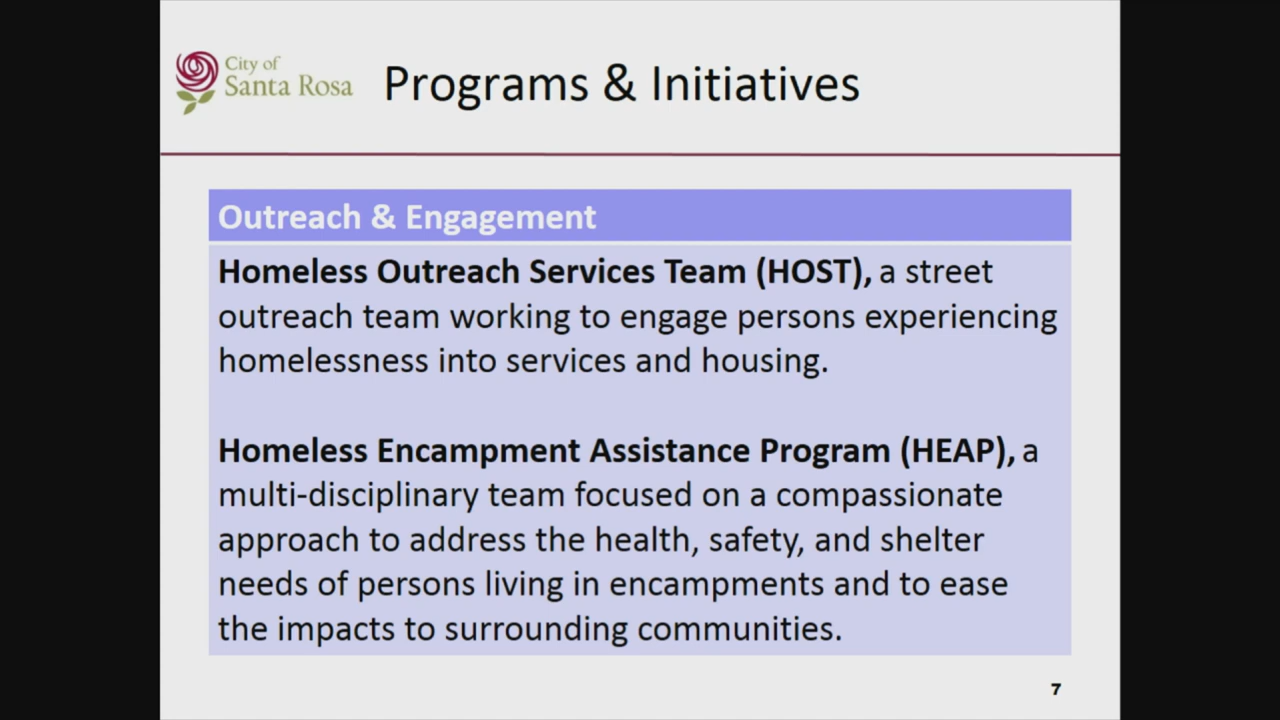 City of
Santa Rosa
Programs & Initiatives
Outreach & Engagement
Homeless Outreach Services Team (HOST), a street
outreach team working to engage persons experiencing
homelessness into services and housing.
Homeless Encampment Assistance Program (HEAP), a
multi-disciplinary team focused on a compassionate
approach to address the health, safety, and shelter
needs of persons living in encampments and to ease
the impacts to surrounding communities.
7